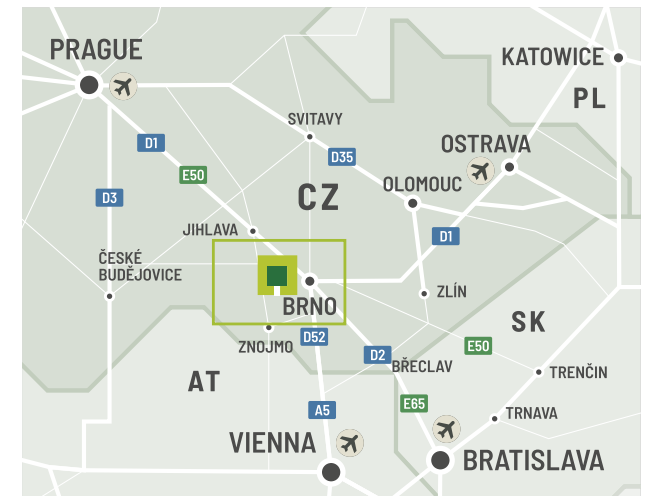 PRAGUE
KATOWICE
PL
SVITAVY
D1
D35
OSTRAVA
E50
OLOMOUC
CZ
D3
JIHLAVA
D1
ČESKÉ
BUDĚJOVICE
ZLÍN
BRNO
SK
D52
ZNOJMO
E50
D2
BŘECLAV
TRENČIN
AT
E65
A5
TRNAVA
VIENNA
BRATISLAVA